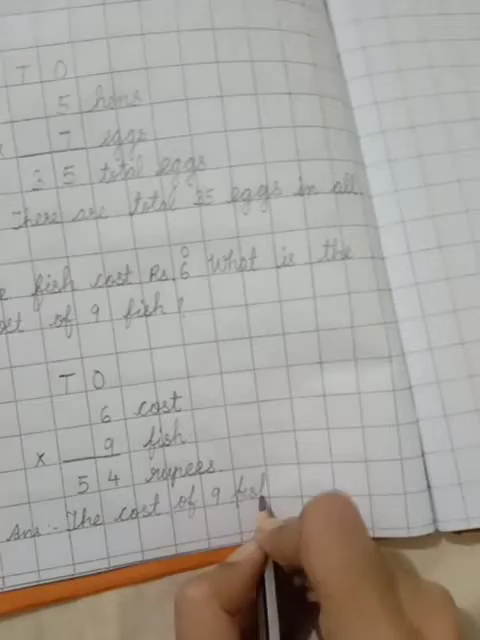 T O
5 hens
x 7 eggs
3 5 total eggs
There are total 35 eggs in all.
fish cost Rs. 6 What is the
cost of 9 fish?
T O
6 cost
x 9 fish
5 4 rupees
Ans:- The cost of 9 fish